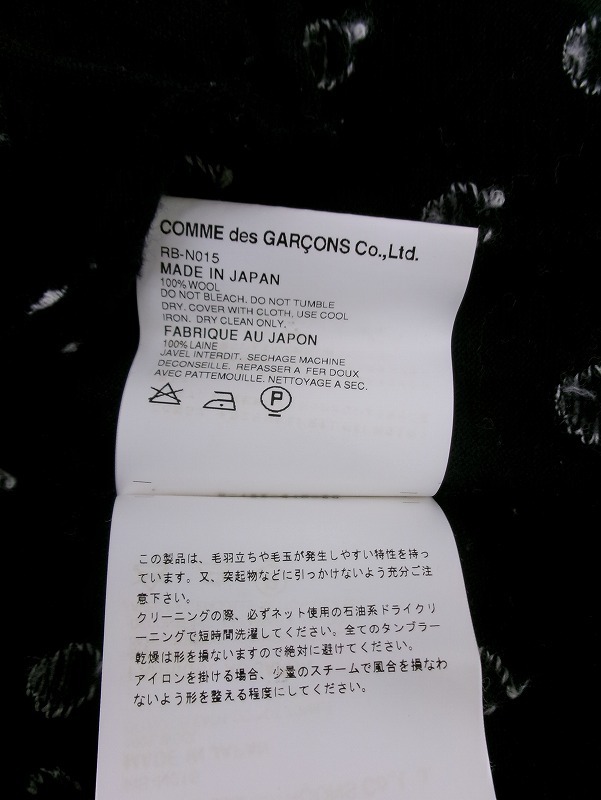 COMME des GARÇONS Co.,Ltd.
RB-N015
MADE IN JAPAN
100% WOOL
DO NOT BLEACH. DO NOT TUMBLE
DRY. COVER WITH CLOTH, USE COOL
IRON. DRY CLEAN ONLY.
FABRIQUE AU JAPON
100% LAINE
JAVEL INTERDIT. SECHAGE MACHINE
DECONSEILLE. REPASSER A FER DOUX
AVEC PATTEMOUILLE. NETTOYAGE A SEC.
P
この製品は、毛羽立ちや毛玉が発生しやすい特性を持っ
ています。又、突起物などに引っかけないよう充分ご注
意下さい。
クリーニングの際、必ずネット使用の石油系ドライクリ
ーニングで短時間洗濯してください。全てのタンブラー
乾燥は形を損ないますので絶対に避けてください。
アイロンを掛ける場合、少量のスチームで風合を損なわ
ないよう形を整える程度にしてください。